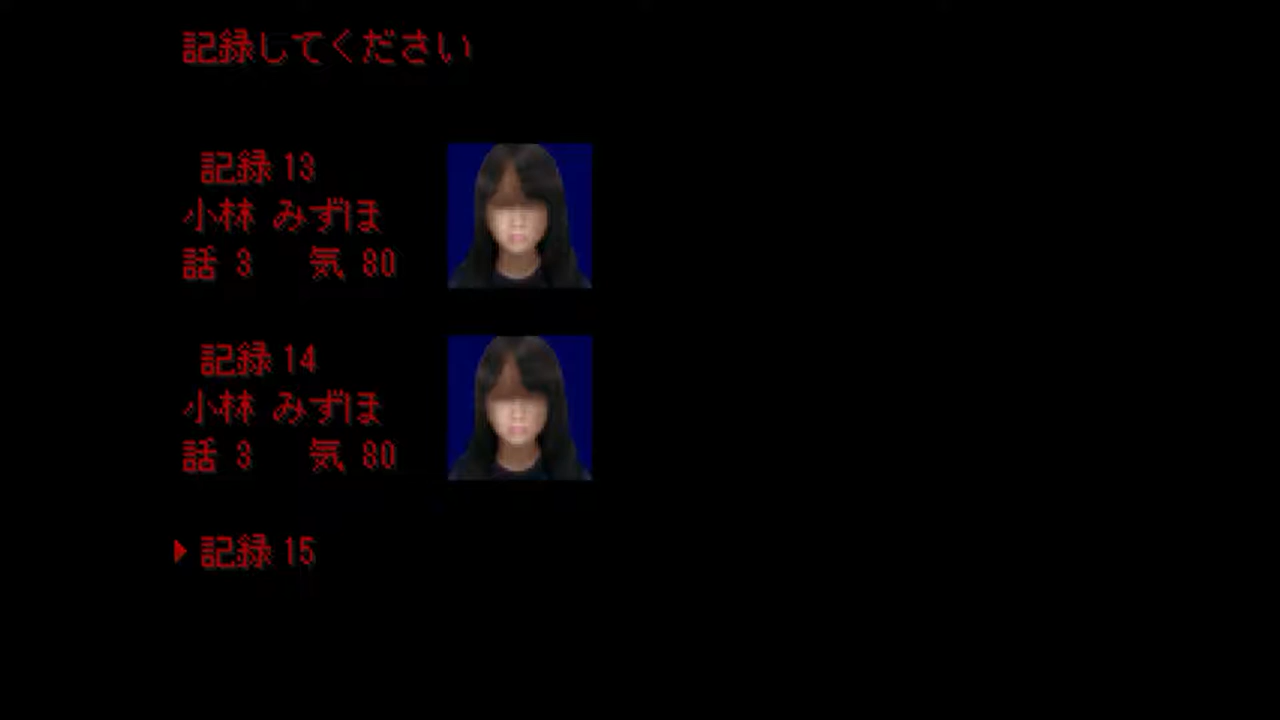 記録してください
記録 13
小林 みずほ
話 3 気 80
記録 14
小林 みずほ
話 3 気 80
記録 15